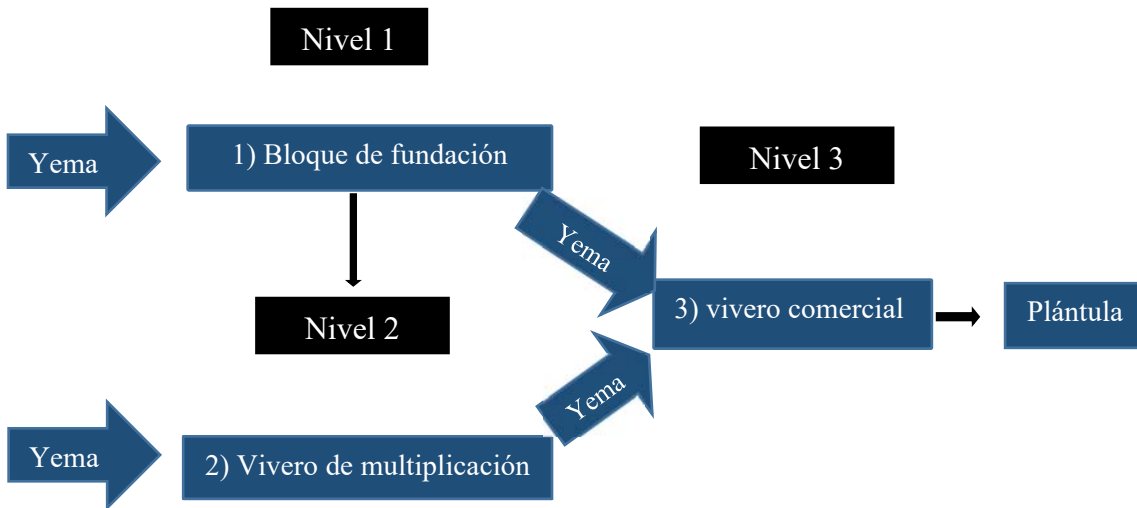 Nivel 1
Yema
1) Bloque de fundación
Nivel 3
Yema
3) vivero comercial
Plántula
Nivel 2
Yema
Yema
2) Vivero de multiplicación